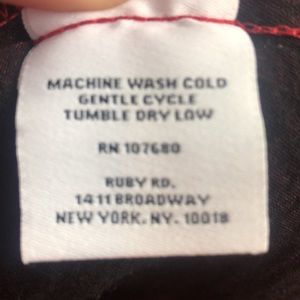 MACHINE WASH COLD
GENTLE CYCLE
TUMBLE DRY LOW
RN 107680
RUBY RD.
1411 BROADWAY
NEW YORK. NY. 10018